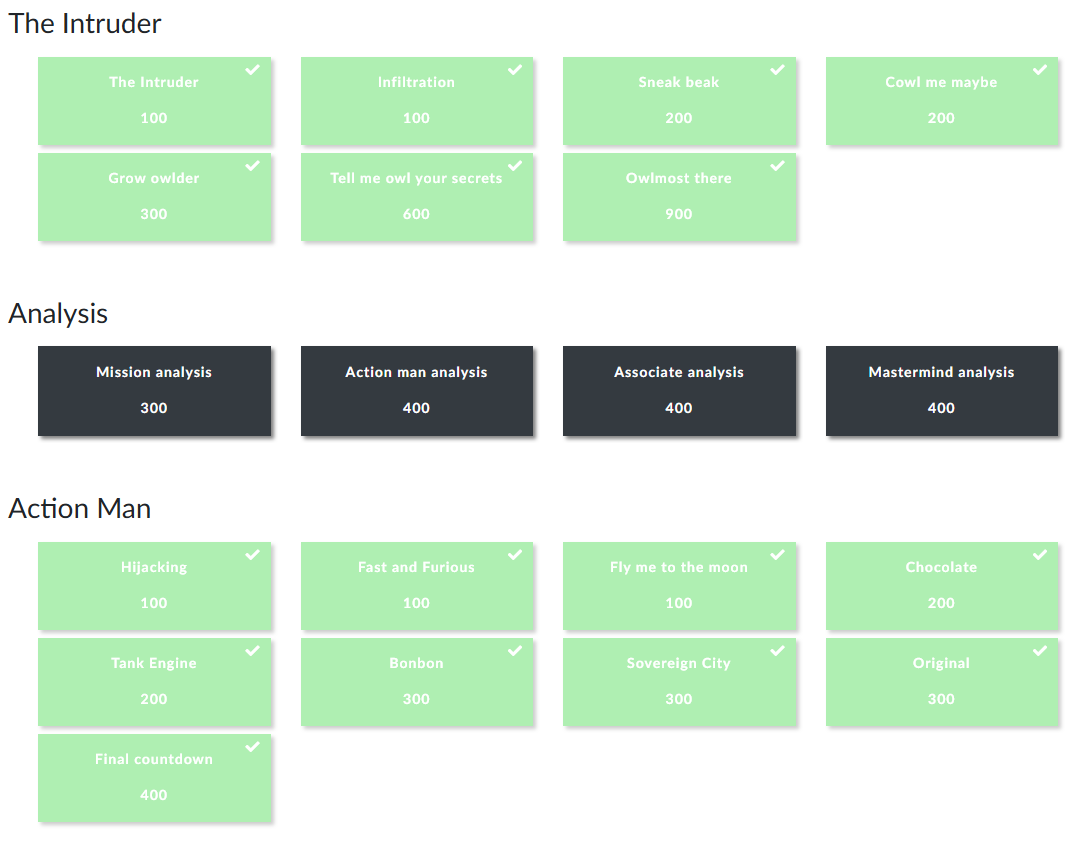 The Intruder
The Intruder
100
Infiltration
100
Sneak beak
200
Cowl me maybe
200
Grow owlder
300
Tell me owl your secrets
600
Owlmost there
900
Analysis
Mission analysis
300
Action man analysis
400
Associate analysis
400
Mastermind analysis
400
Action Man
Hijacking
100
Fast and Furious
100
Fly me to the moon
100
Chocolate
200
Tank Engine
200
Bonbon
300
Sovereign City
300
Original
300
Final countdown
400